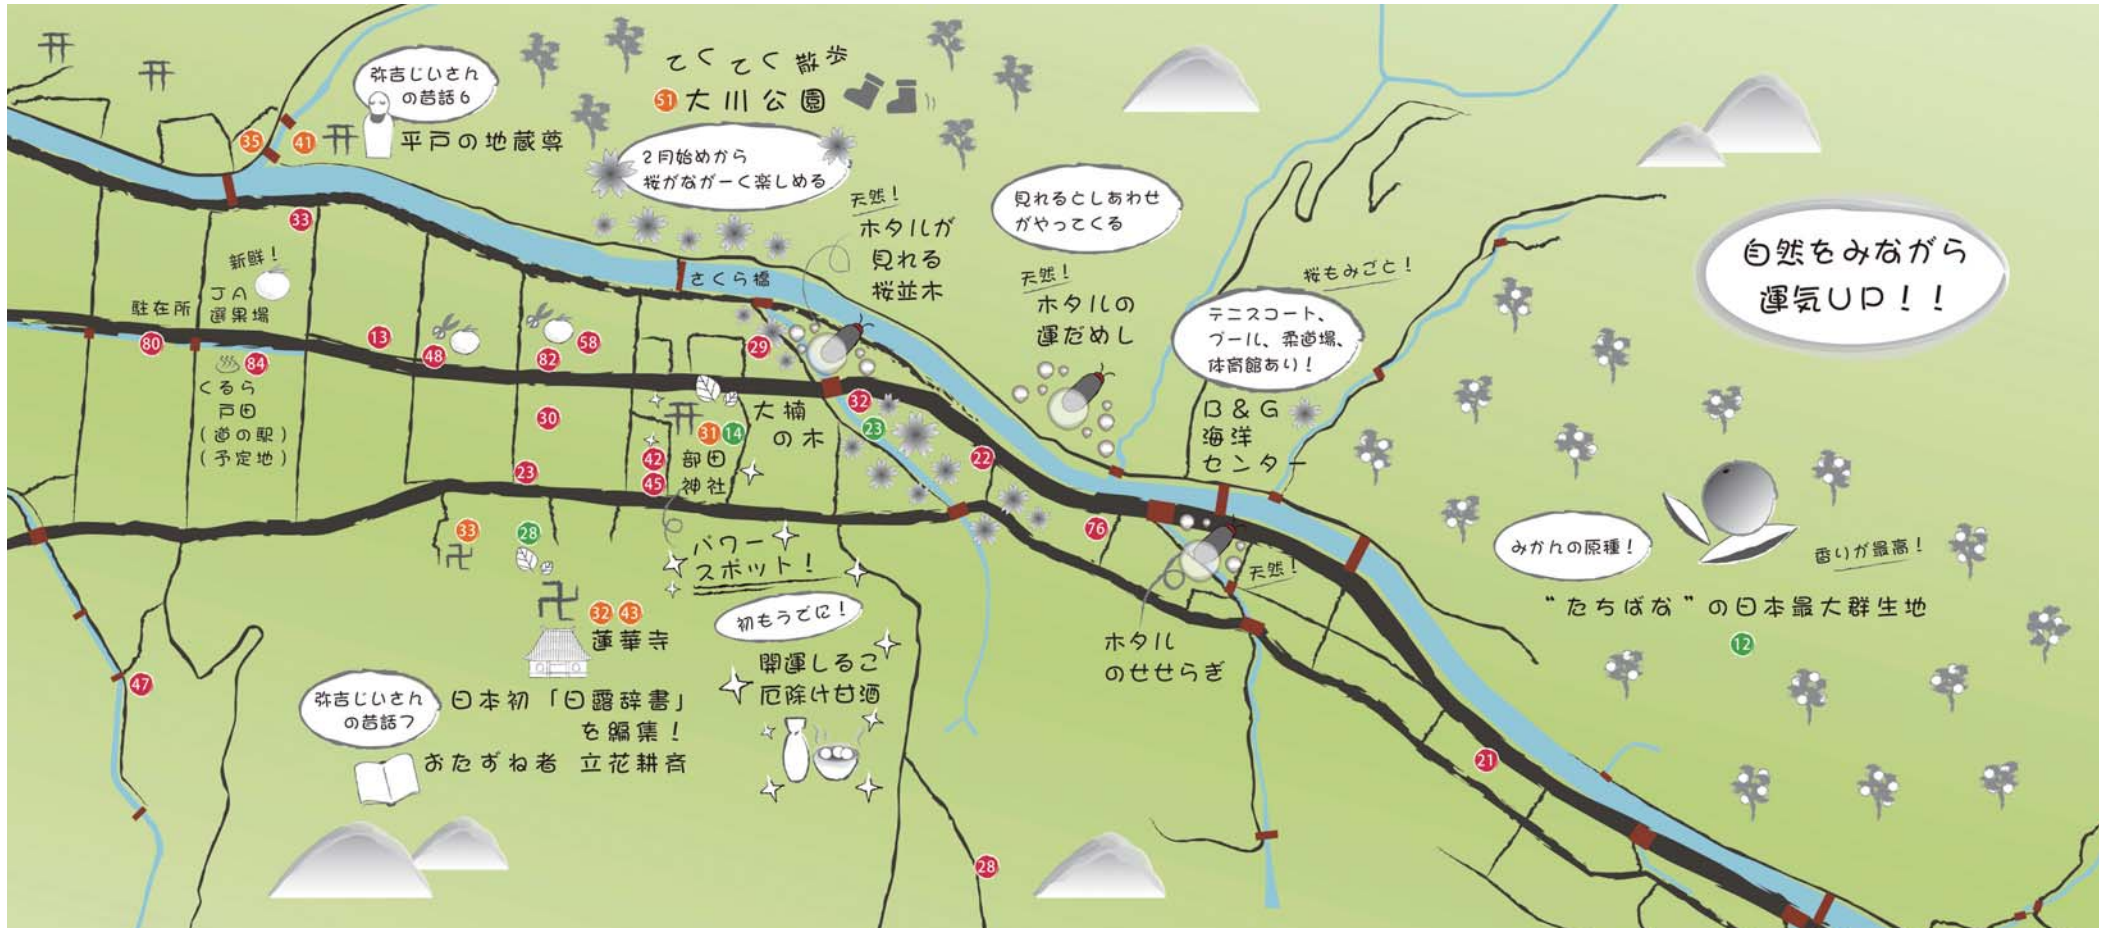 弥吉じいさん
の昔話6
35
41
平戸の地蔵尊
てくてく散歩
51
大川公園
2月始めから
桜がながーく楽しめる
天然!
ホタルが
見れる
桜並木
見れるとしあわせ
がやってくる
天然!
ホタルの
運だめし
桜もみごと!
テニスコート、
プール、柔道場、
体育館あり!
B&G
海洋
センター
自然をみながら
運気UP!!
33
新鮮!
JA
選果場
駐在所
80
84
くるら
戸田
(道の駅)
(予定地)
13
48
82
58
さくら橋
29
30
23
大楠
の木
31
14
42
部田
45
神社
32
23
22
76
パワー
スポット!
33
28
32
43
蓮華寺
初もうでに!
開運しるこ
厄除け甘酒
弥吉じいさん
の昔話7
日本初「日露辞書」
を編集!
おたずね者 立花耕斉
47
天然!
ホタル
のせせらぎ
みかんの原種!
香りが最高!
“たちばな”の日本最大群生地
12
21
28